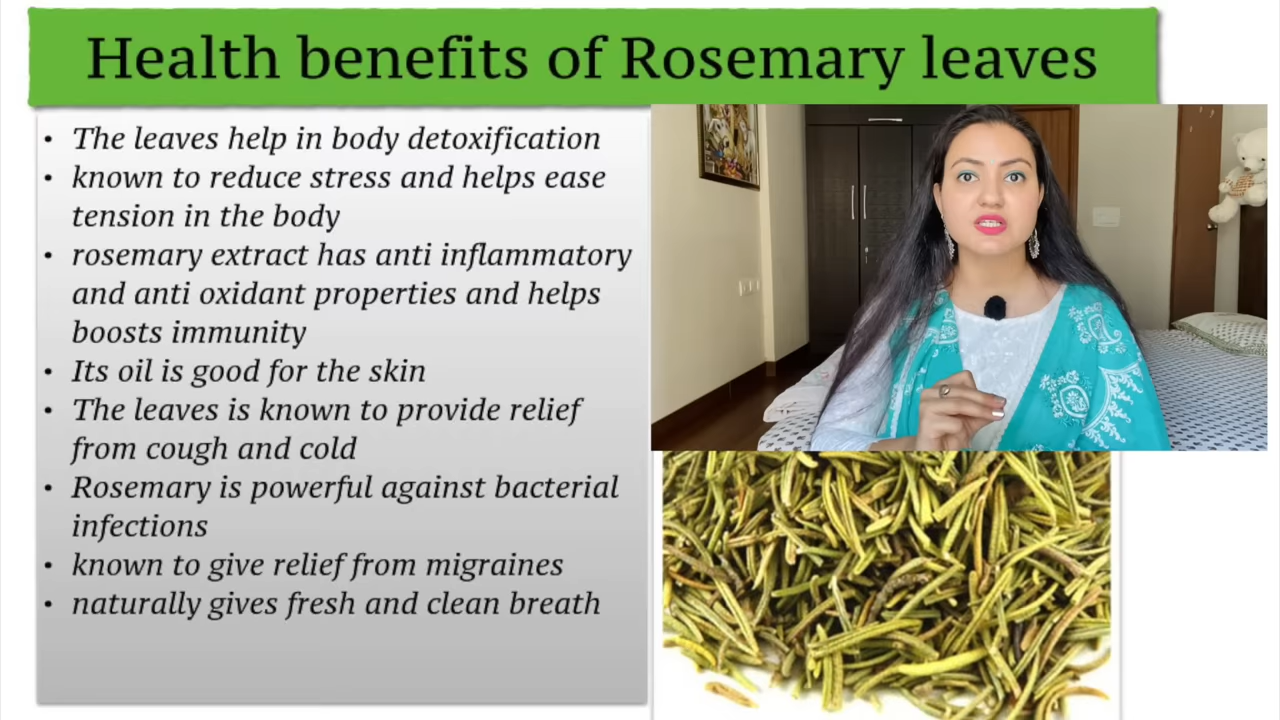 Health benefits of Rosemary leaves
• The leaves help in body detoxification
• known to reduce stress and helps ease
tension in the body
• rosemary extract has anti inflammatory
and anti oxidant properties and helps
boosts immunity
• Its oil is good for the skin
• The leaves is known to provide relief
from cough and cold
• Rosemary is powerful against bacterial
infections
• known to give relief from migraines
• naturally gives fresh and clean breath